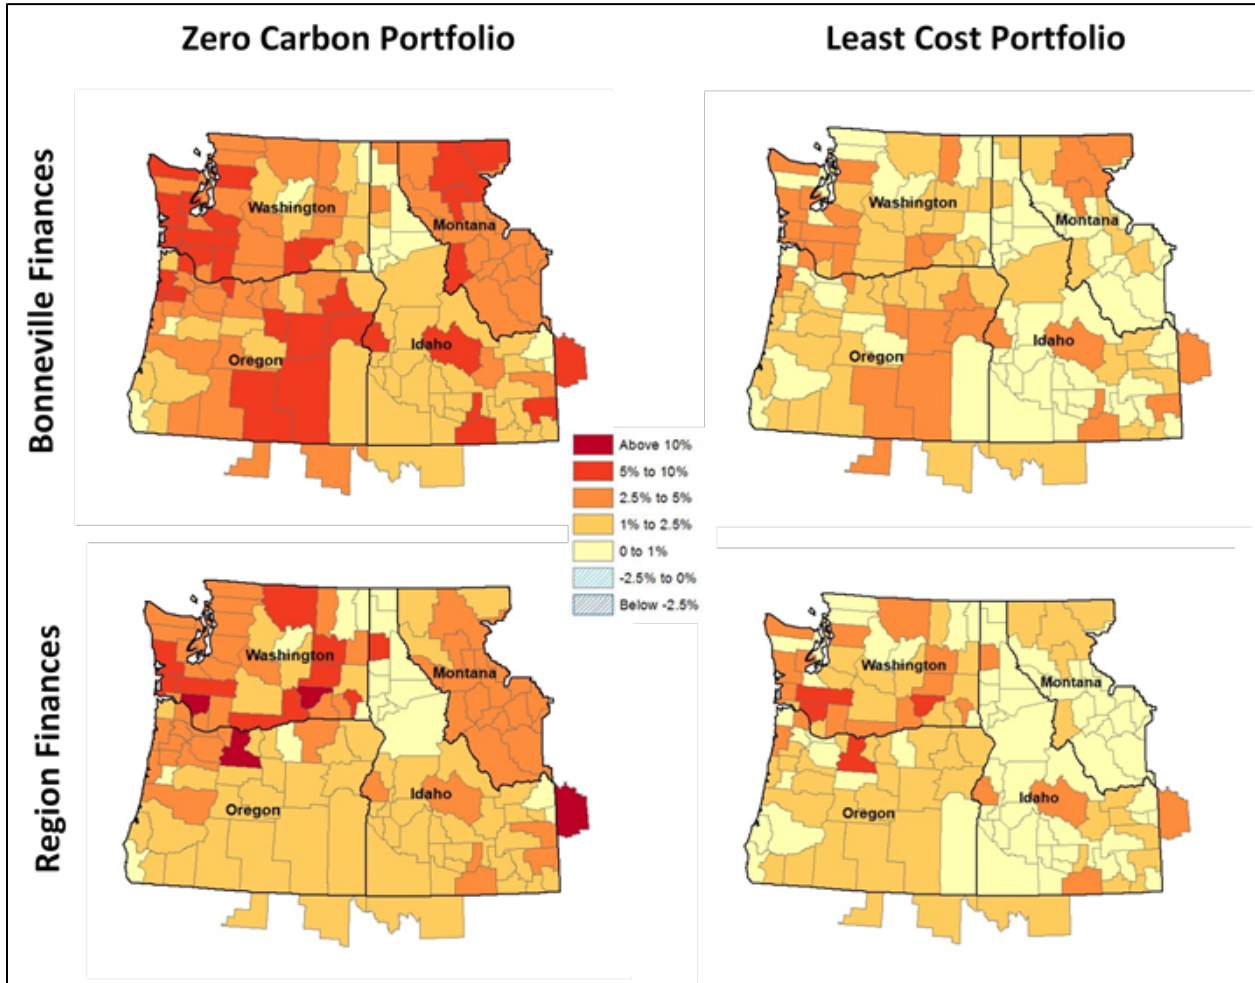 Zero Carbon Portfolio
Least Cost Portfolio
Bonneville Finances
Washington
Montana
Oregon
Idaho
Washington
Montana
Oregon
Idaho
Above 10%
5% to 10%
2.5% to 5%
1% to 2.5%
0 to 1%
-2.5% to 0%
Below -2.5%
Region Finances
Washington
Montana
Oregon
Idaho
Washington
Montana
Oregon
Idaho